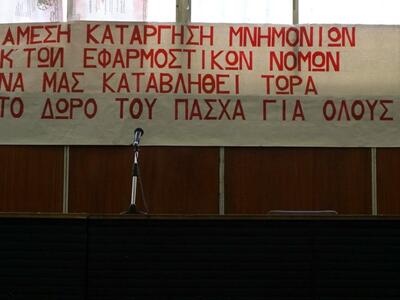 ΑΜΕΣΗ ΚΑΤΑΡΓΗΣΗ ΜΝΗΜΟΝΙΩΝ
Κ' ΤΩΝ ΕΦΑΡΜΟΣΤΙΚΩΝ ΝΟΜΩΝ
ΝΑ ΜΑΣ ΚΑΤΑΒΛΗΘΕΙ ΤΩΡΑ
ΤΟ ΔΩΡΟ ΤΟΥ ΠΑΣΧΑ ΓΙΑ ΟΛΟΥΣ